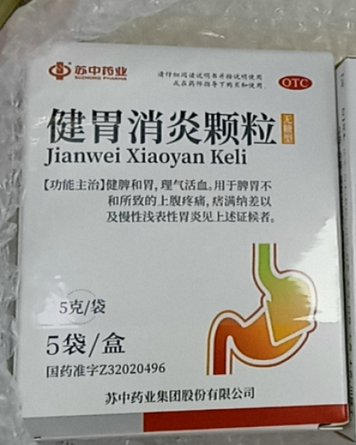 苏中药业
SUZHONG PHARMA
请仔细阅读说明书并按说明使用
或在药师指导下购买和使用
OTC
健胃消炎颗粒
无糖型
Jianwei Xiaoyan Keli
【功能主治】健脾和胃,理气活血。用于脾胃不
和所致的上腹疼痛,痞满纳差以
及慢性浅表性胃炎见上述证候者。
5克/袋
5袋/盒
国药准字Z32020496
苏中药业集团股份有限公司